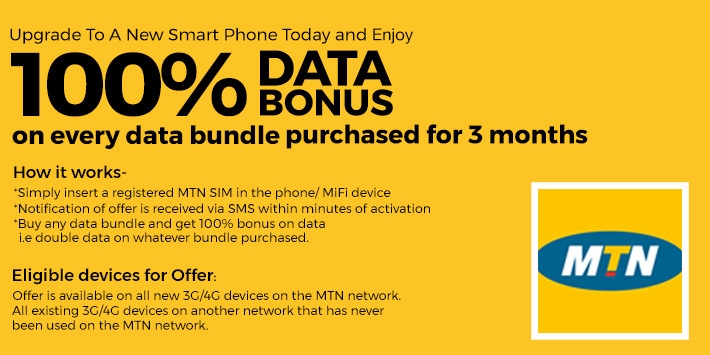 Upgrade To A New Smart Phone Today and Enjoy
100% DATA
BONUS
on every data bundle purchased for 3 months
How it works-
*Simply insert a registered MTN SIM in the phone/ MiFi device
*Notification of offer is received via SMS within minutes of activation
*Buy any data bundle and get 100% bonus on data
i.e double data on whatever bundle purchased.
Eligible devices for Offer:
Offer is available on all new 3G/4G devices on the MTN network.
All existing 3G/4G devices on another network that has never
been used on the MTN network.
MTN